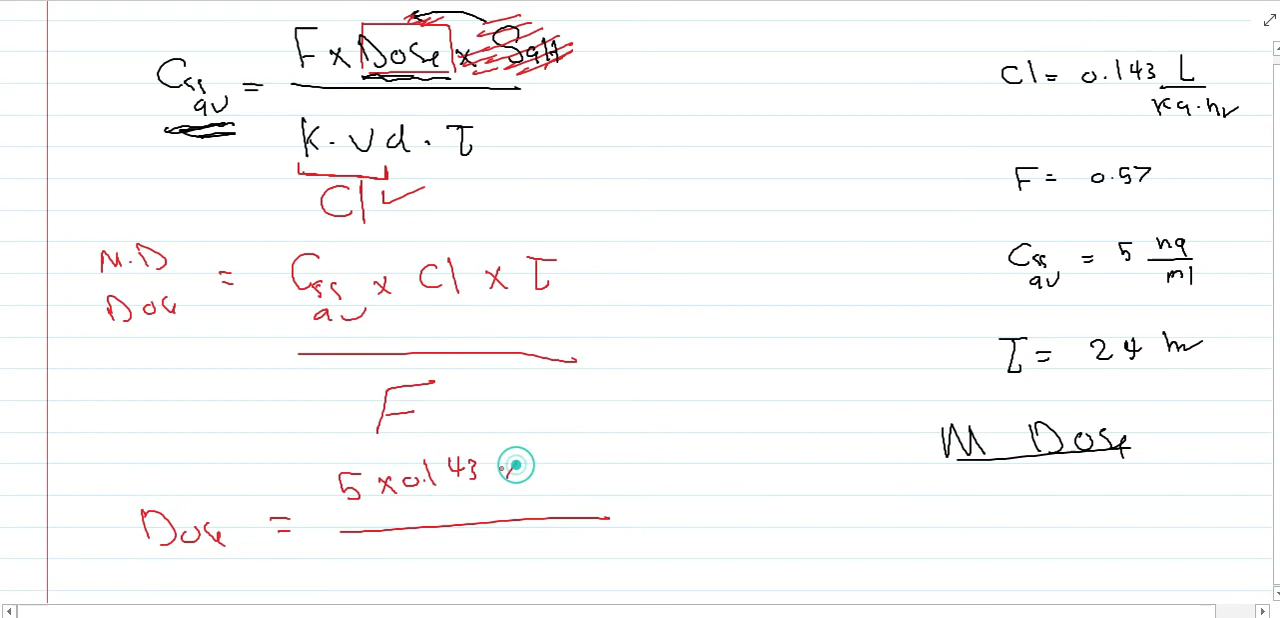 F x Dose x Salt
Css av =
K. Vd. τ
Cl ✓
M.D Dose = Css av x Cl x τ
F
Dose = 5 x 0.143
Cl = 0.143 L
Kg.hr
F = 0.57
Css av = 5 ng
ml
τ = 24 hr
M Dose